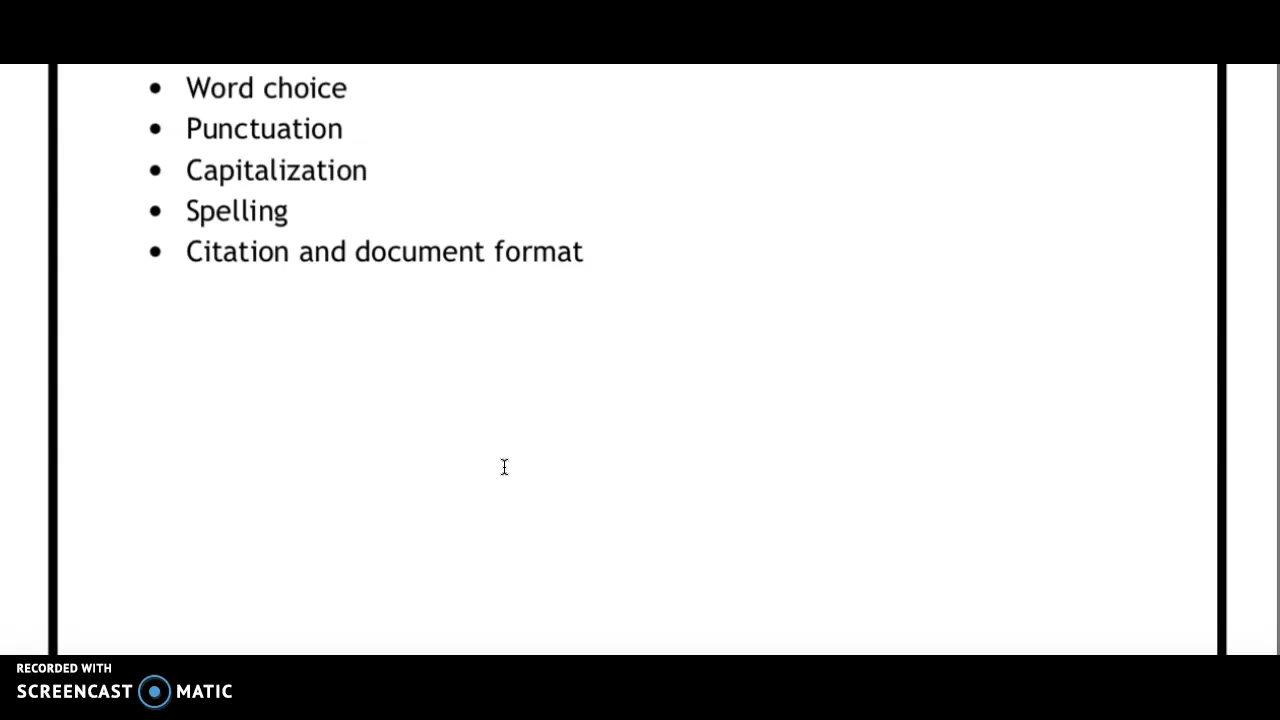 • Word choice
• Punctuation
• Capitalization
• Spelling
• Citation and document format
RECORDED WITH
SCREENCAST MATIC